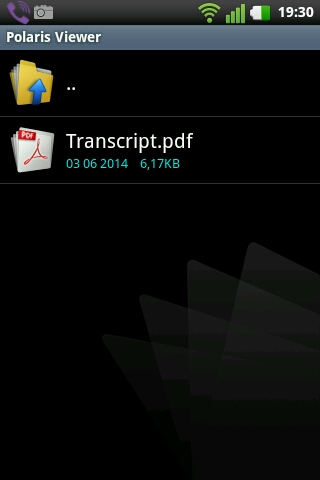 19:30
Polaris Viewer
..
PDF
Transcript.pdf
03 06 2014 6,17KB